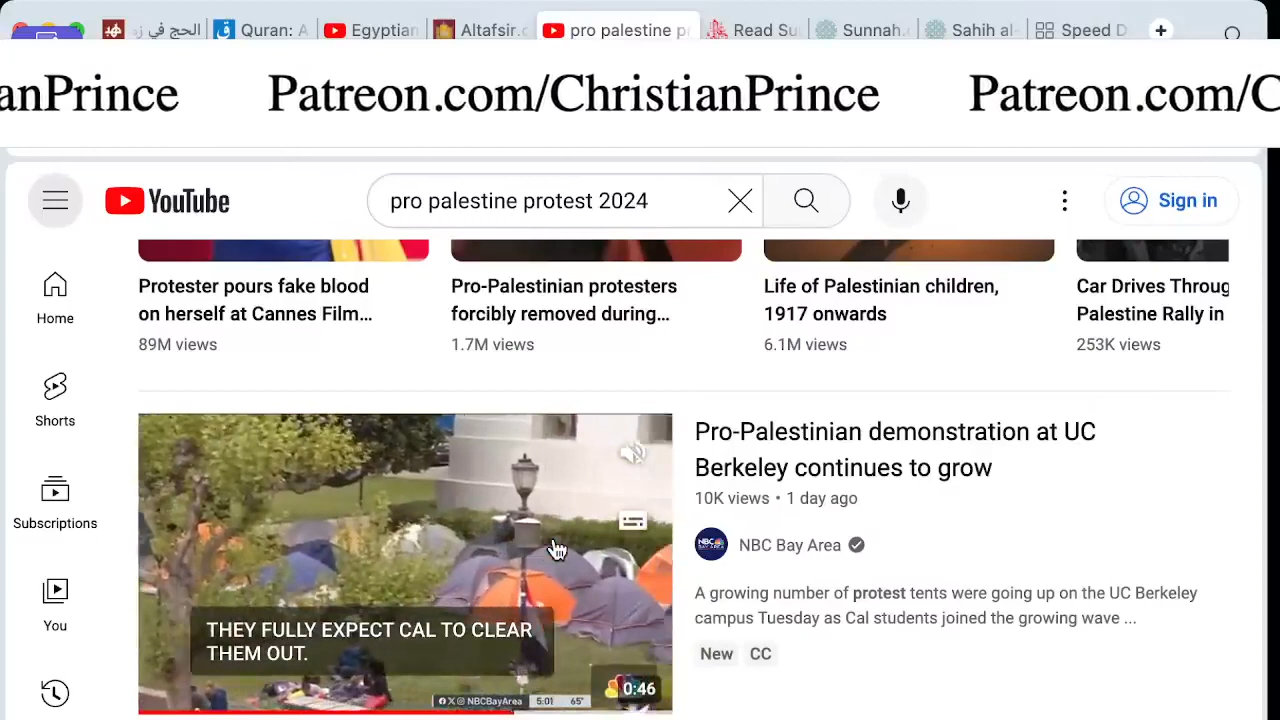 الحج في زم
Quran: A
Egyptian
Altafsir.c
pro palestine pr
Read Su
Sunnah.
Sahih al-
Speed D
anPrince Patreon.com/ChristianPrince Patreon.com/C
YouTube
pro palestine protest 2024
Sign in
Home
Shorts
Subscriptions
You
Protester pours fake blood
on herself at Cannes Film...
89M views
Pro-Palestinian protesters
forcibly removed during...
1.7M views
Life of Palestinian children,
1917 onwards
6.1M views
Car Drives Throug
Palestine Rally in
253K views
THEY FULLY EXPECT CAL TO CLEAR
THEM OUT.
NBCBayArea 5:01 65°
0:46
Pro-Palestinian demonstration at UC
Berkeley continues to grow
10K views • 1 day ago
NBC Bay Area
A growing number of protest tents were going up on the UC Berkeley
campus Tuesday as Cal students joined the growing wave ...
New CC